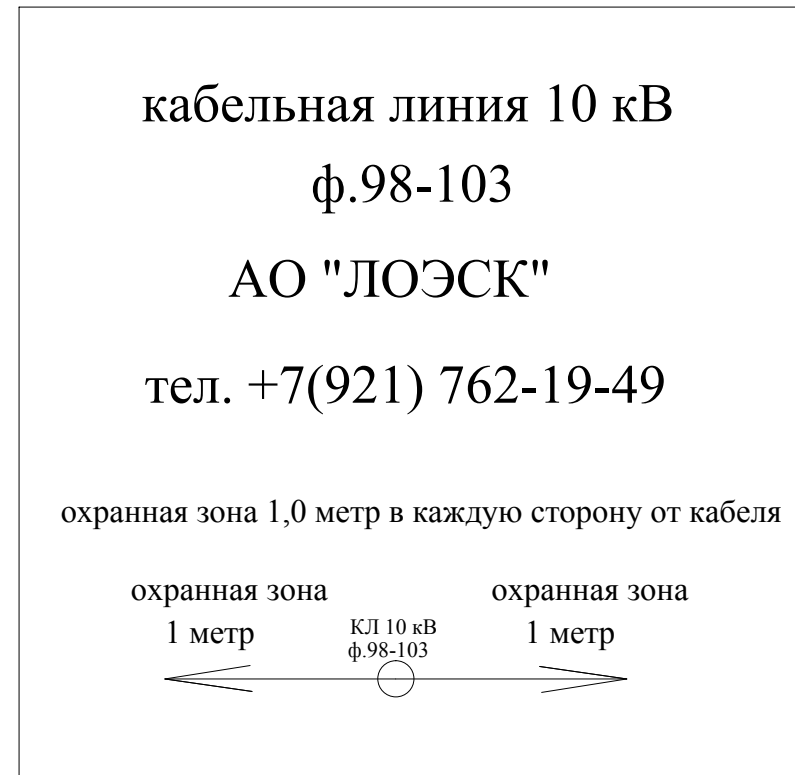 кабельная линия 10 кВ
ф.98-103
АО "ЛОЭСК"
тел. +7(921) 762-19-49
охранная зона 1,0 метр в каждую сторону от кабеля
охранная зона
1 метр
КЛ 10 кВ
ф.98-103
охранная зона
1 метр